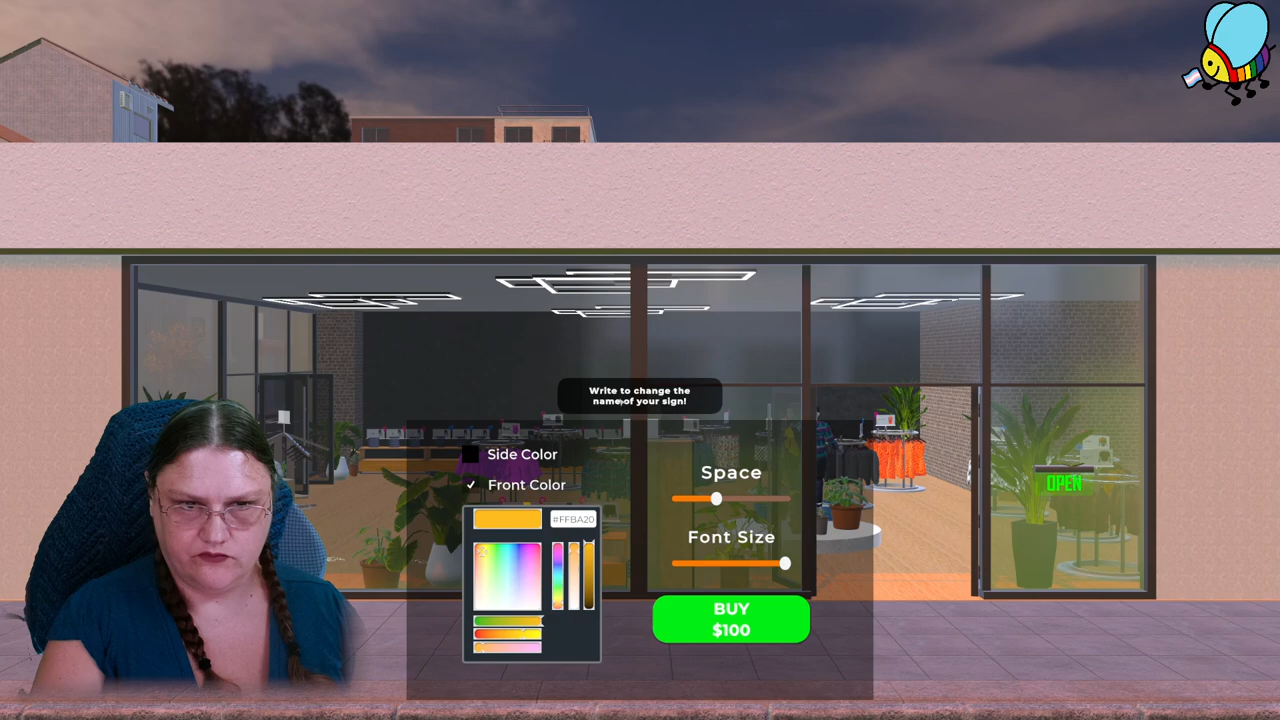 Write to change the
name of your sign!
Side Color
Front Color
#FFBA20
Space
Font Size
BUY
$100
OPEN